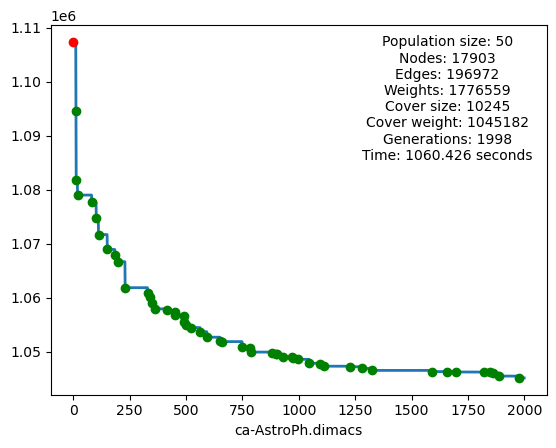 1e6
1.11
1.10
1.09
1.08
1.07
1.06
1.05
Population size: 50
Nodes: 17903
Edges: 196972
Weights: 1776559
Cover size: 10245
Cover weight: 1045182
Generations: 1998
Time: 1060.426 seconds
0 250 500 750 1000 1250 1500 1750 2000
ca-AstroPh.dimacs